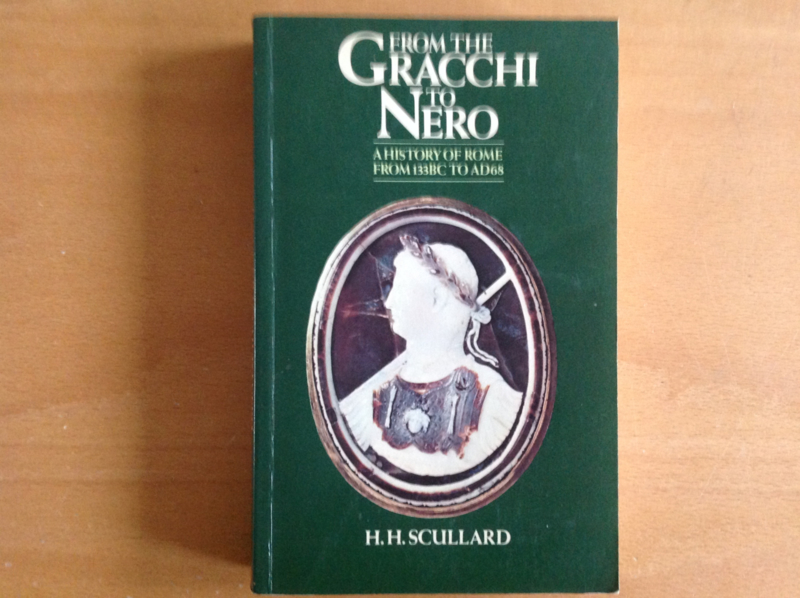 FROM THE
GRACCHI
TO
NERO
A HISTORY OF ROME
FROM 133BC TO AD68
H. H. SCULLARD